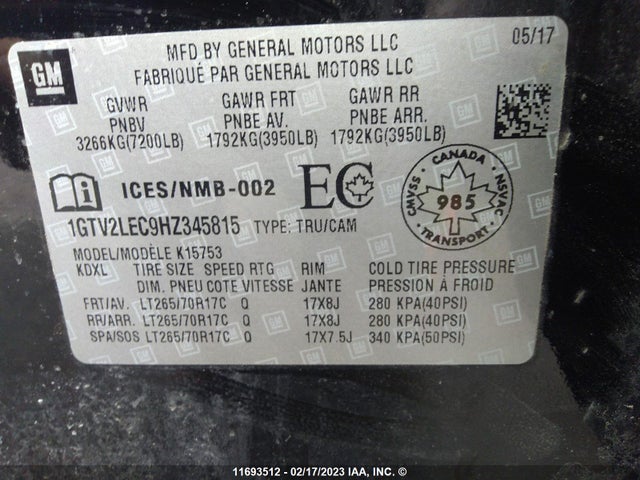 GM
MFD BY GENERAL MOTORS LLC
05/17
FABRIQUÉ PAR GENERAL MOTORS LLC
GVWR GAWR FRT GAWR RR
PNBV PNBE AV. PNBE ARR.
3266KG(7200LB) 1792KG(3950LB) 1792KG(3950LB)
ICES/NMB-002 EC
CANADA
CMVSS 985 NSVAC
TRANSPORT
1GTV2LEC9HZ345815 TYPE: TRU/CAM
MODEL/MODÈLE K15753
KDXL TIRE SIZE SPEED RTG RIM COLD TIRE PRESSURE
DIM. PNEU COTE VITESSE JANTE PRESSION À FROID
FRT/AV. LT265/70R17C Q 17X8J 280 KPA(40PSI)
RR/ARR. LT265/70R17C Q 17X8J 280 KPA(40PSI)
SPA/SOS LT265/70R17C Q 17X7.5J 340 KPA(50PSI)
11693512 - 02/17/2023 IAA, INC. ©